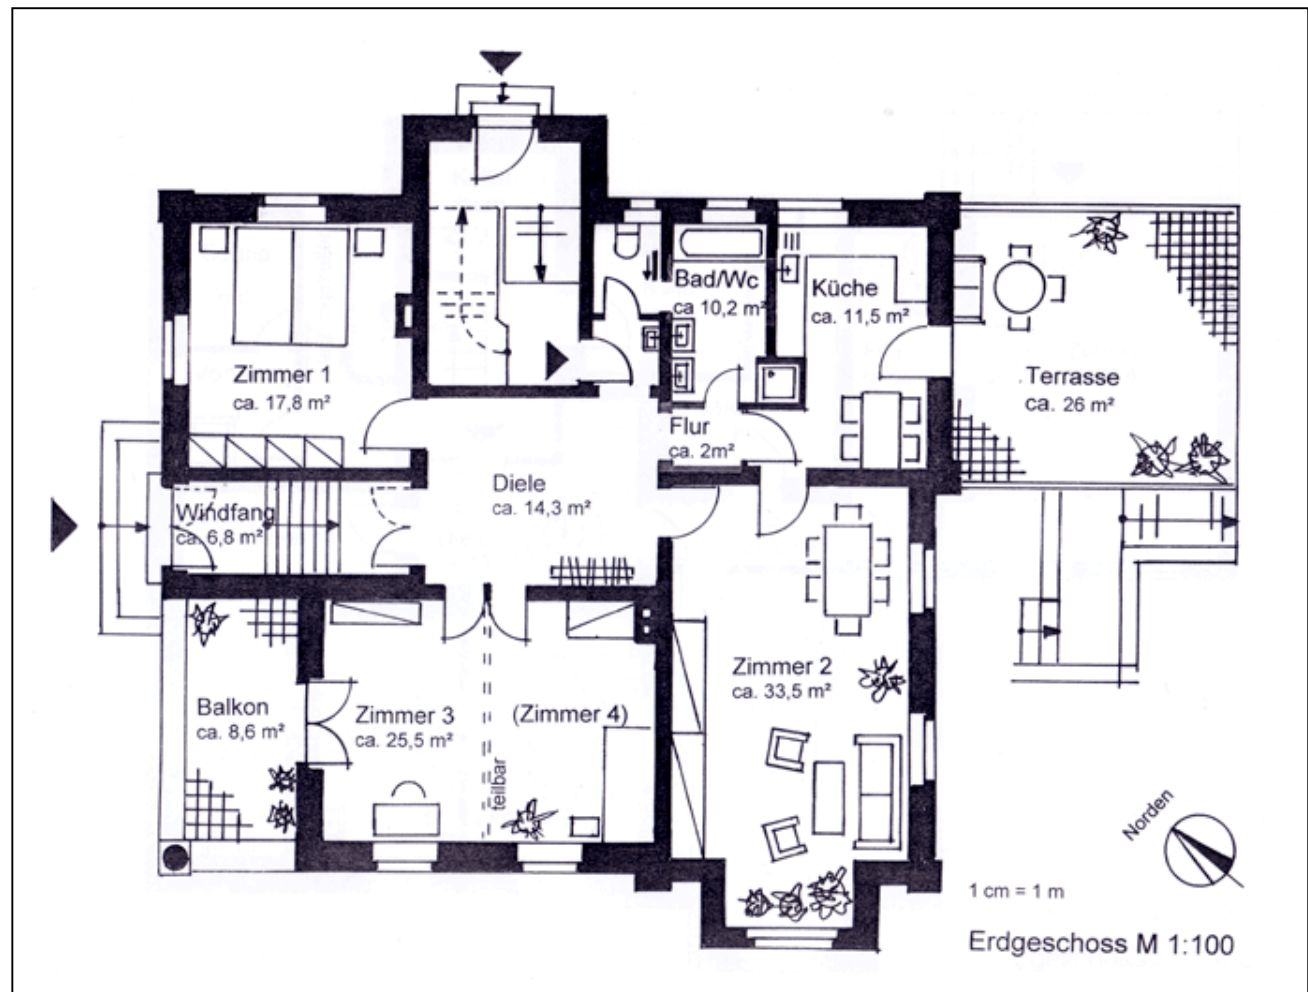 Bad/Wc
ca 10,2 m²
Küche
ca. 11,5 m²
Zimmer 1
ca. 17,8 m²
Terrasse
ca. 26 m²
Flur
ca. 2m²
Diele
ca. 14,3 m²
Windfang
ca. 6,8 m²
Zimmer 2
ca. 33,5 m²
Balkon
ca. 8,6 m²
Zimmer 3
ca. 25,5 m²
(Zimmer 4)
teilbar
Norden
1 cm = 1 m
Erdgeschoss M 1:100